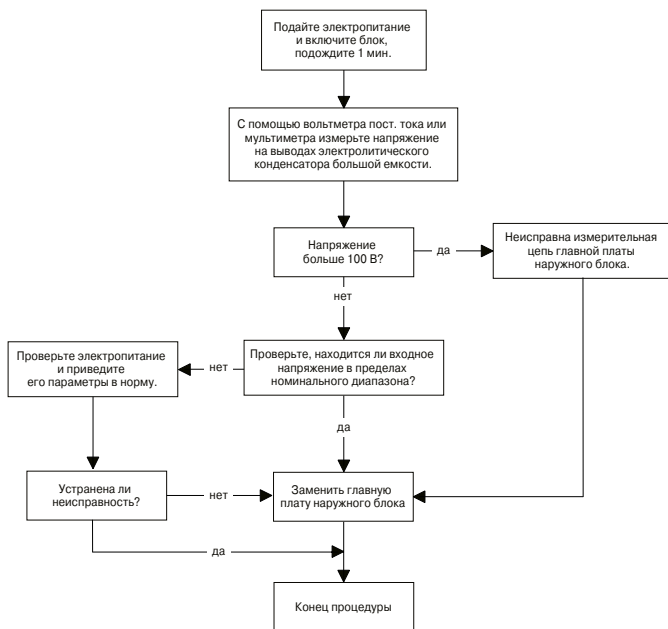 Подайте электропитание
и включите блок,
подождите 1 мин.
С помощью вольтметра пост. тока или
мультиметра измерьте напряжение
на выводах электролитического
конденсатора большой емкости.
Напряжение
больше 100 В?
да
Неисправна измерительная
цепь главной платы
наружного блока.
нет
Проверьте электропитание
и приведите
его параметры в норму.
нет
Проверьте, находится ли входное
напряжение в пределах
номинального диапазона?
да
Устранена ли
неисправность?
нет
Заменить главную
плату наружного блока
да
Конец процедуры